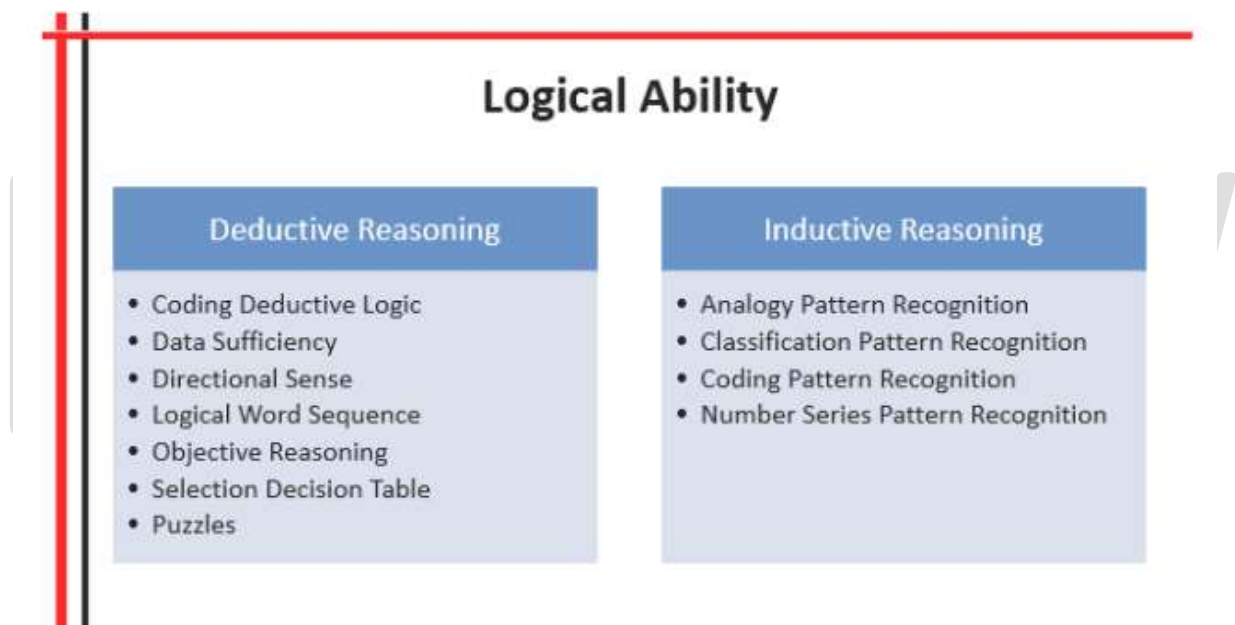 Logical Ability
Deductive Reasoning
• Coding Deductive Logic
• Data Sufficiency
• Directional Sense
• Logical Word Sequence
• Objective Reasoning
• Selection Decision Table
• Puzzles
Inductive Reasoning
• Analogy Pattern Recognition
• Classification Pattern Recognition
• Coding Pattern Recognition
• Number Series Pattern Recognition